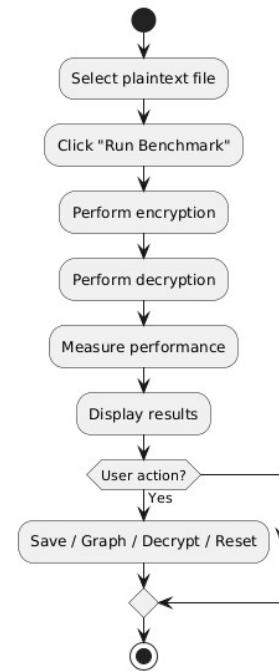 Select plaintext file
Click "Run Benchmark"
Perform encryption
Perform decryption
Measure performance
Display results
User action?
Yes
Save / Graph / Decrypt / Reset